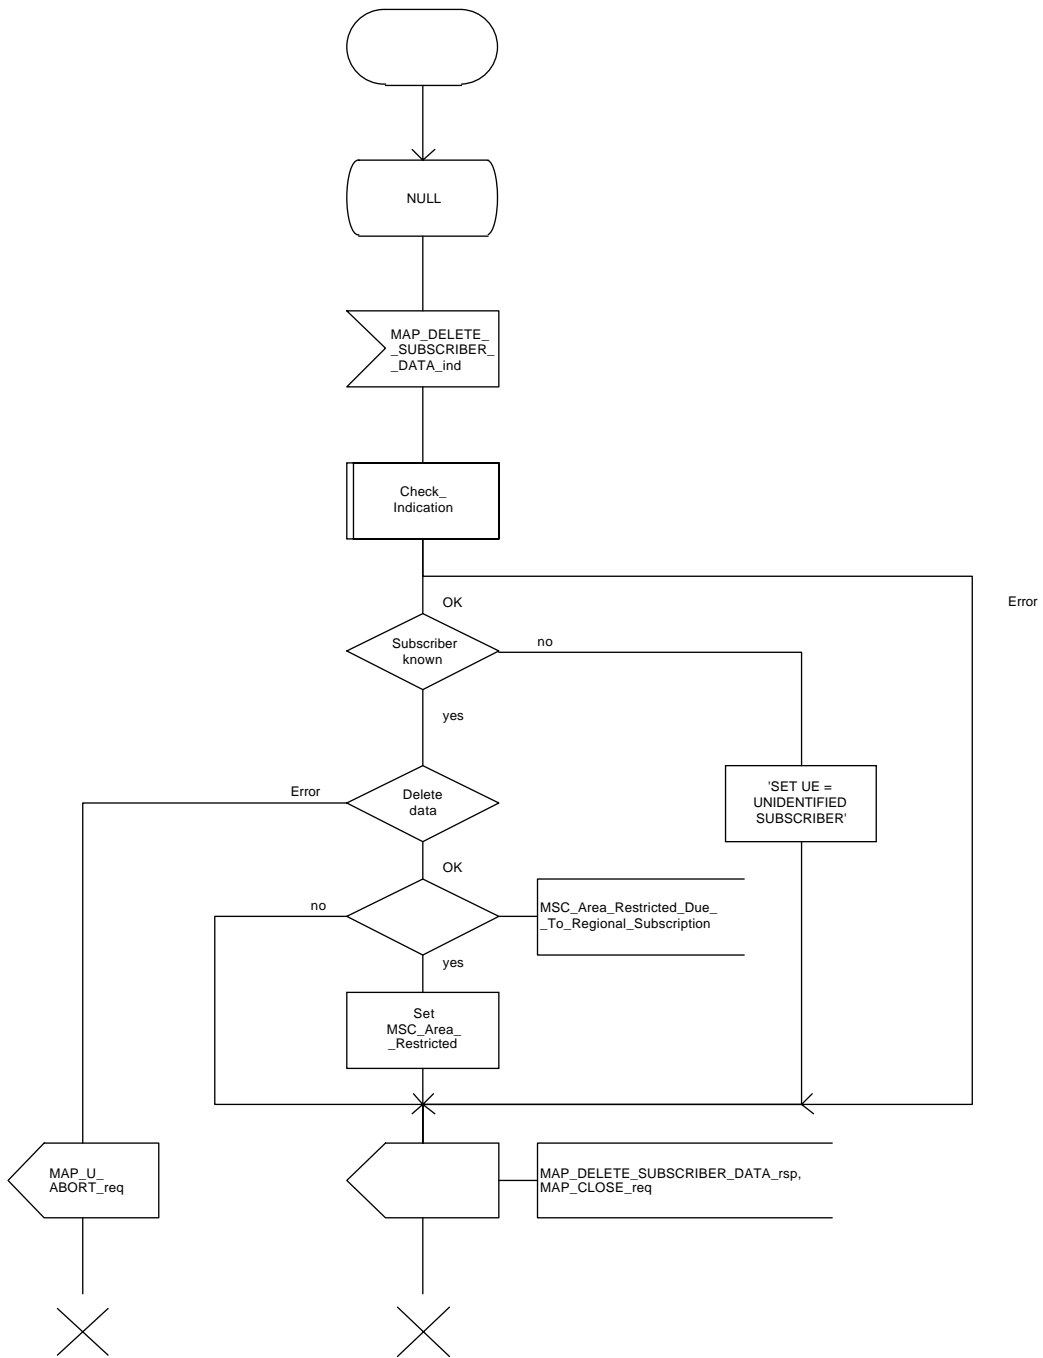 NULL
MAP_DELETE_
_SUBSCRIBER_
_DATA_ind
Check_
Indication
OK
Error
Subscriber
known
no
yes
Error
Delete
data
'SET UE =
UNIDENTIFIED
SUBSCRIBER'
OK
no
MSC_Area_Restricted_Due_
_To_Regional_Subscription
yes
Set
MSC_Area_
_Restricted
MAP_U_
ABORT_req
MAP_DELETE_SUBSCRIBER_DATA_rsp,
MAP_CLOSE_req